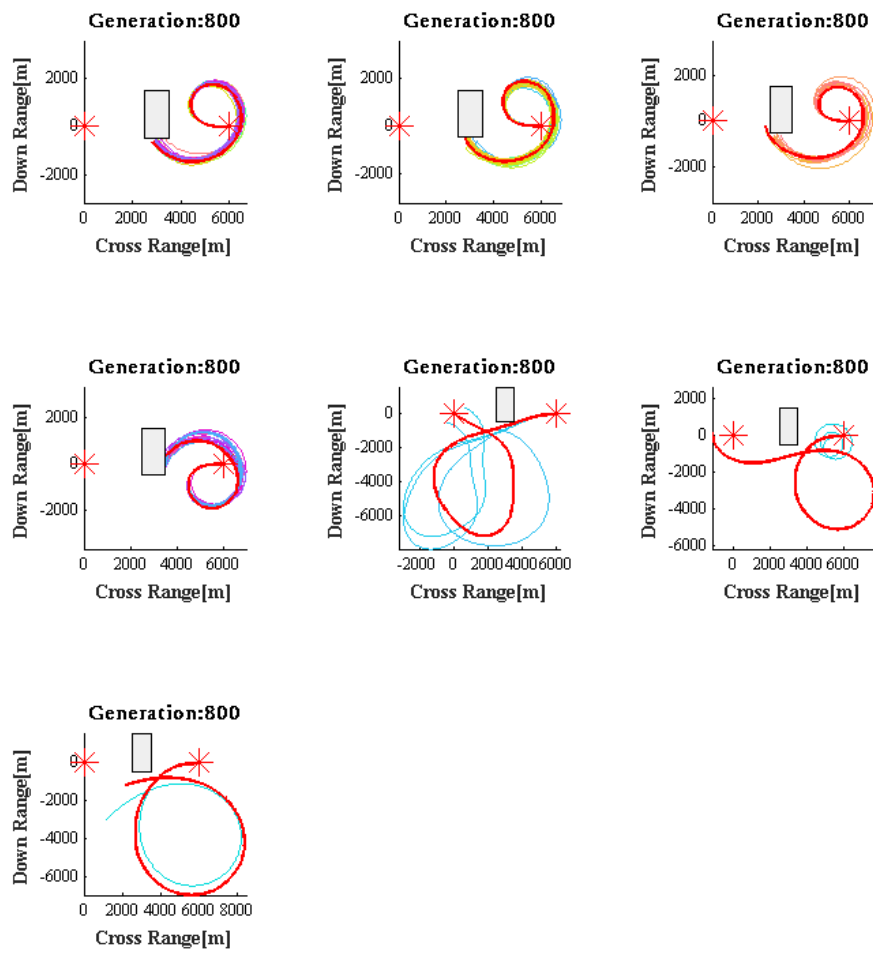 Generation:800 Generation:800 Generation:800
Down Range[m] Down Range[m] Down Range[m]
2000 2000 2000
0 0 0
-2000 -2000 -2000
0 2000 4000 6000 0 2000 4000 6000 0 2000 4000 6000
Cross Range[m] Cross Range[m] Cross Range[m]
Generation:800 Generation:800 Generation:800
Down Range[m] Down Range[m] Down Range[m]
2000 0 2000
0 -2000 0
-2000 -4000 -2000
-6000 -4000
-6000
0 2000 4000 6000 -2000 0 2000 4000 6000 0 2000 4000 6000
Cross Range[m] Cross Range[m] Cross Range[m]
Generation:800
Down Range[m]
0
-2000
-4000
-6000
0 2000 4000 6000 8000
Cross Range[m]